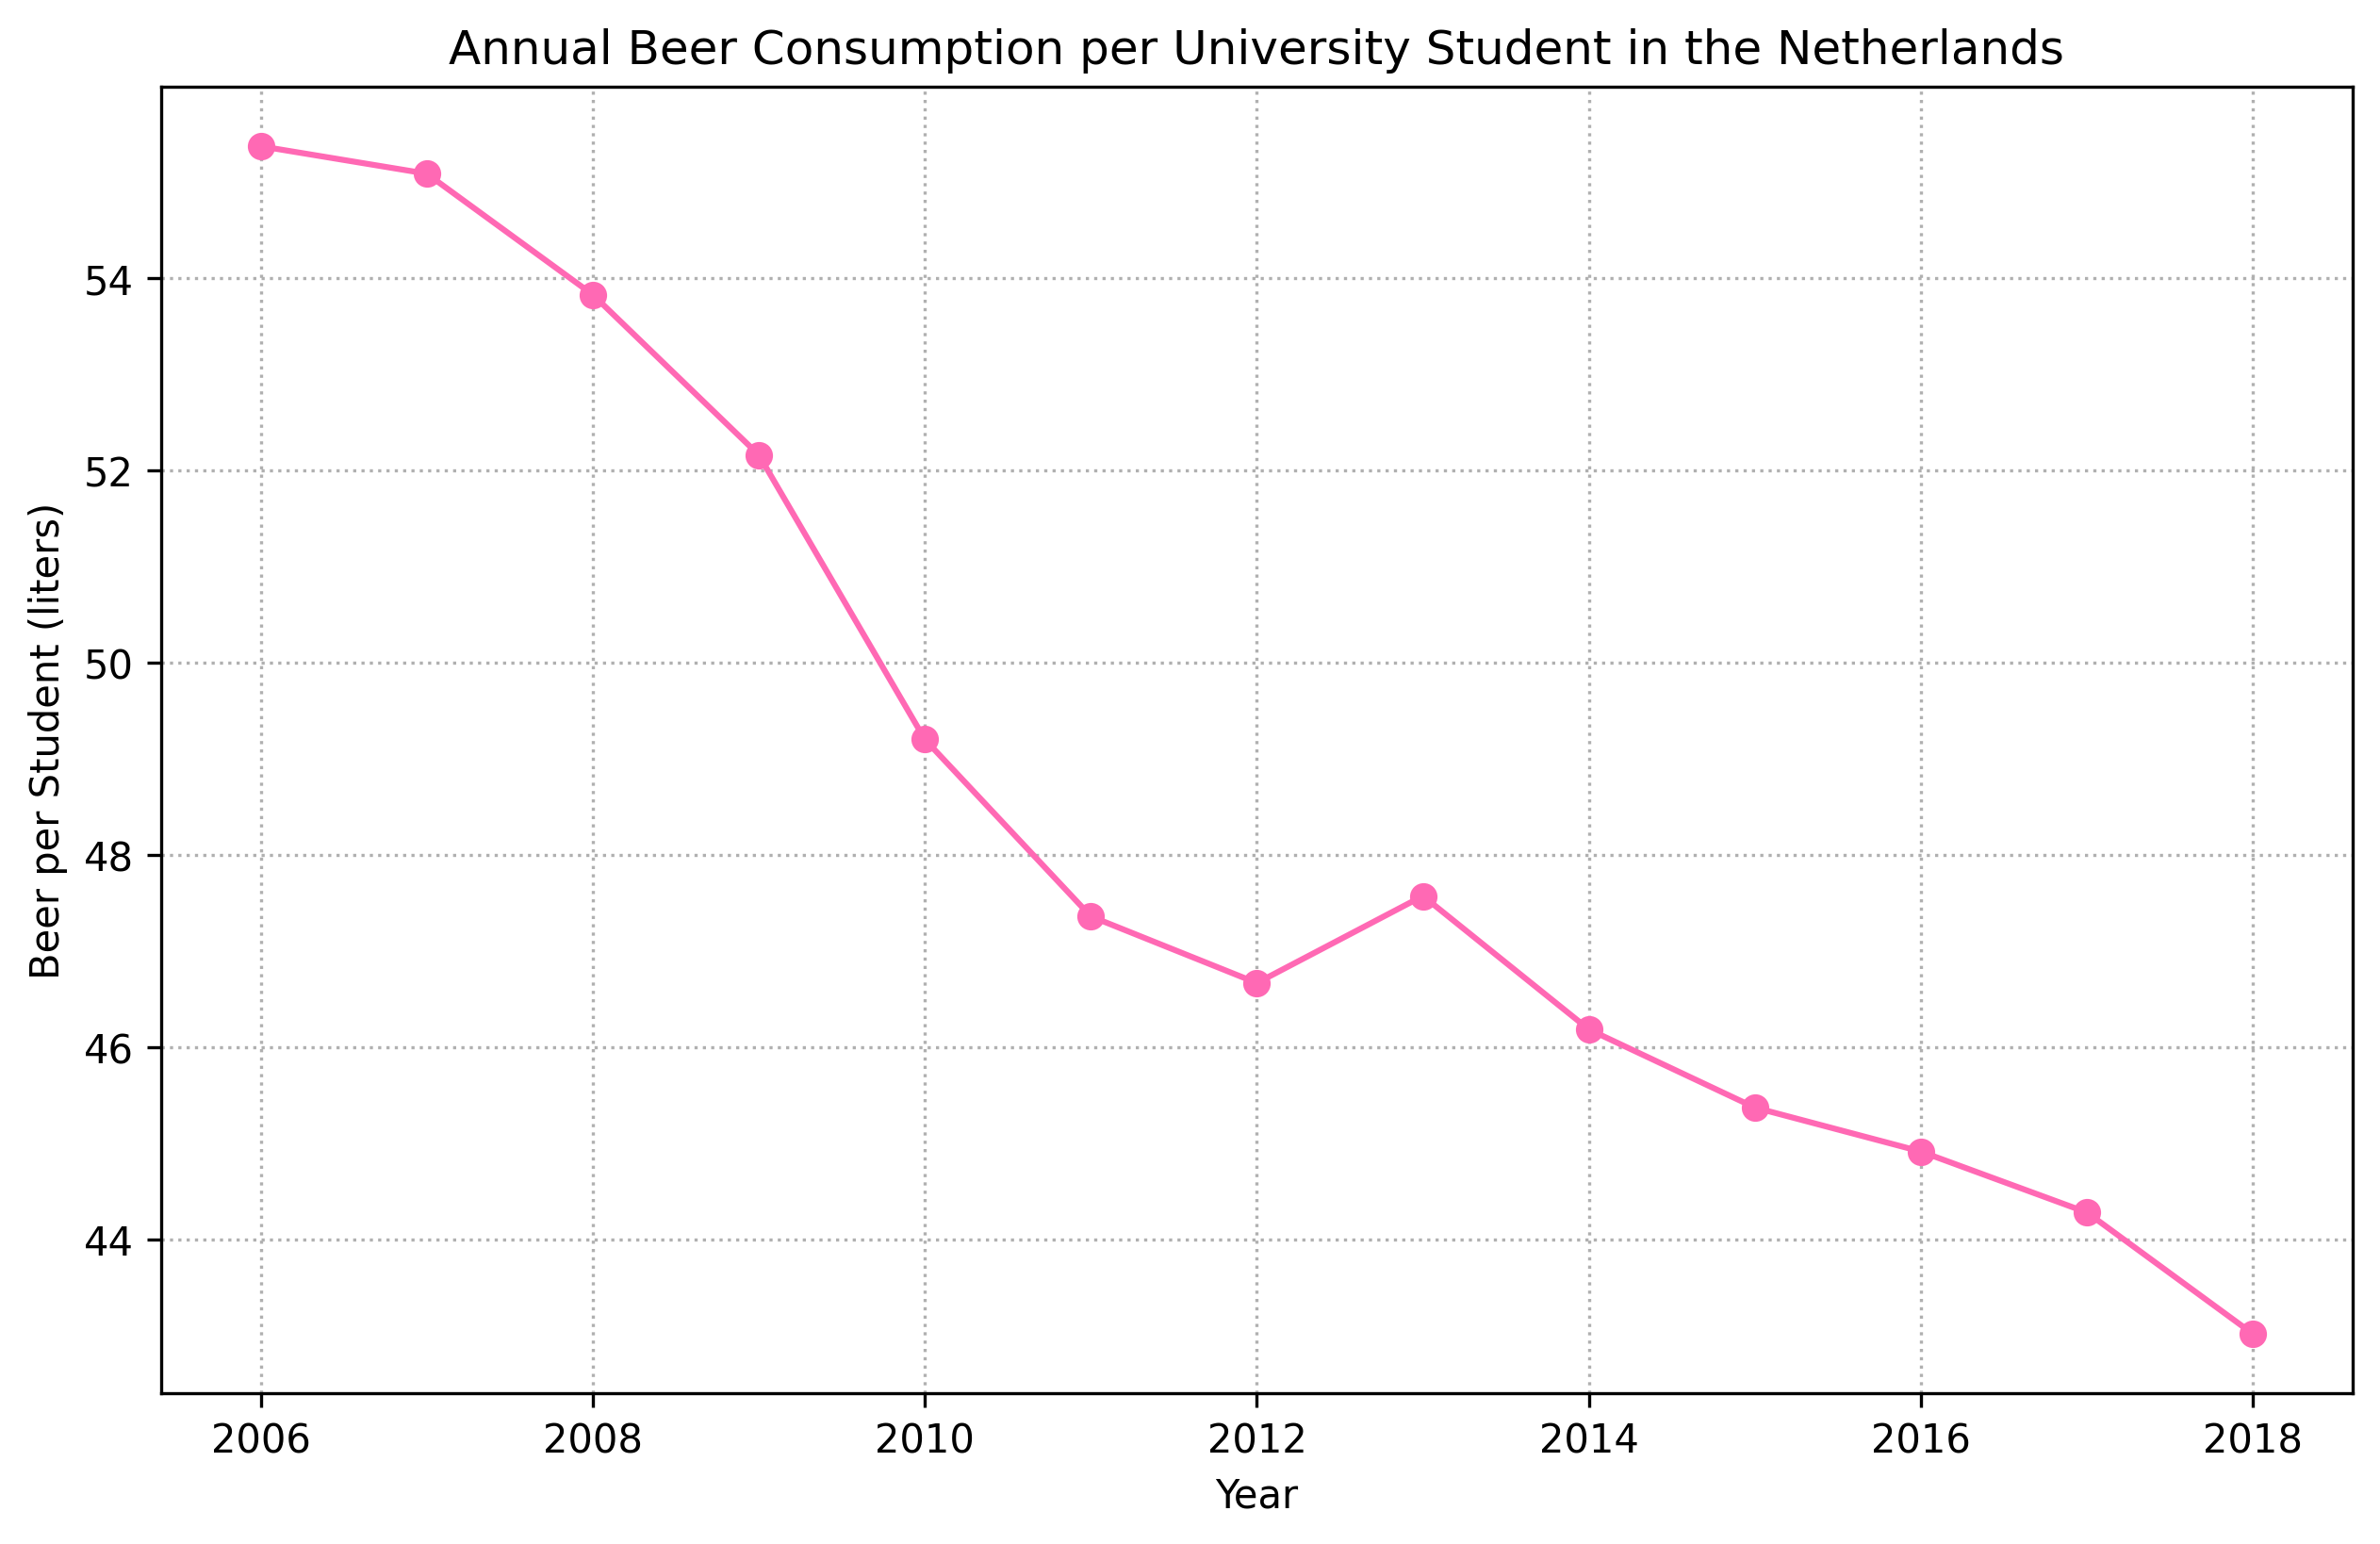 Annual Beer Consumption per University Student in the Netherlands
Beer per Student (liters)
54
52
50
48
46
44
2006 2008 2010 2012 2014 2016 2018
Year